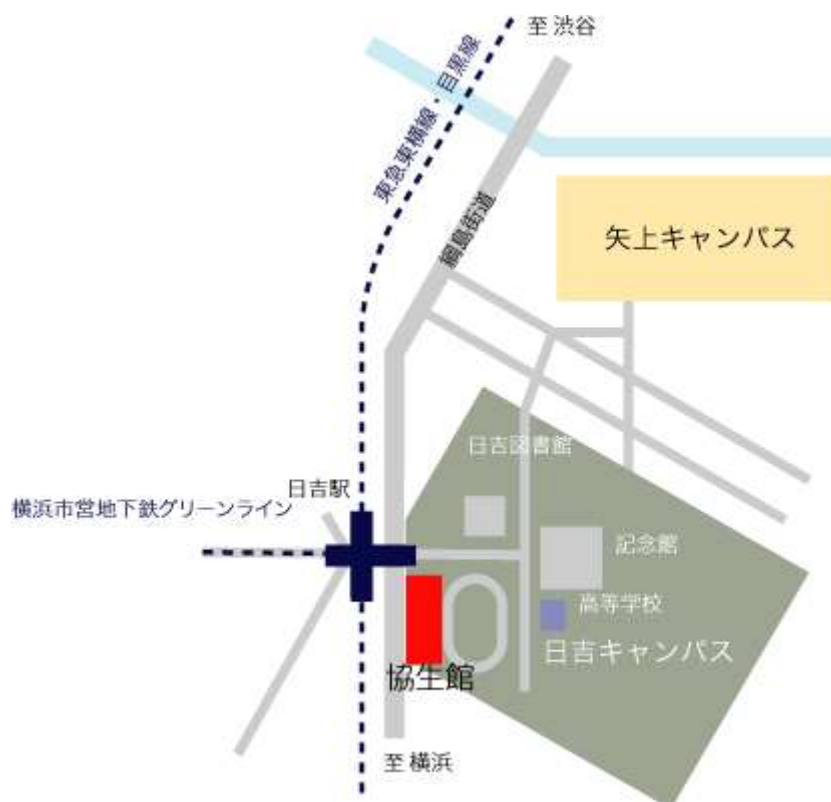 至 渋谷
東急東横線・目黒線
綱島街道
矢上キャンパス
日吉図書館
日吉駅
横浜市営地下鉄グリーンライン
記念館
高等学校
日吉キャンパス
協生館
至 横浜